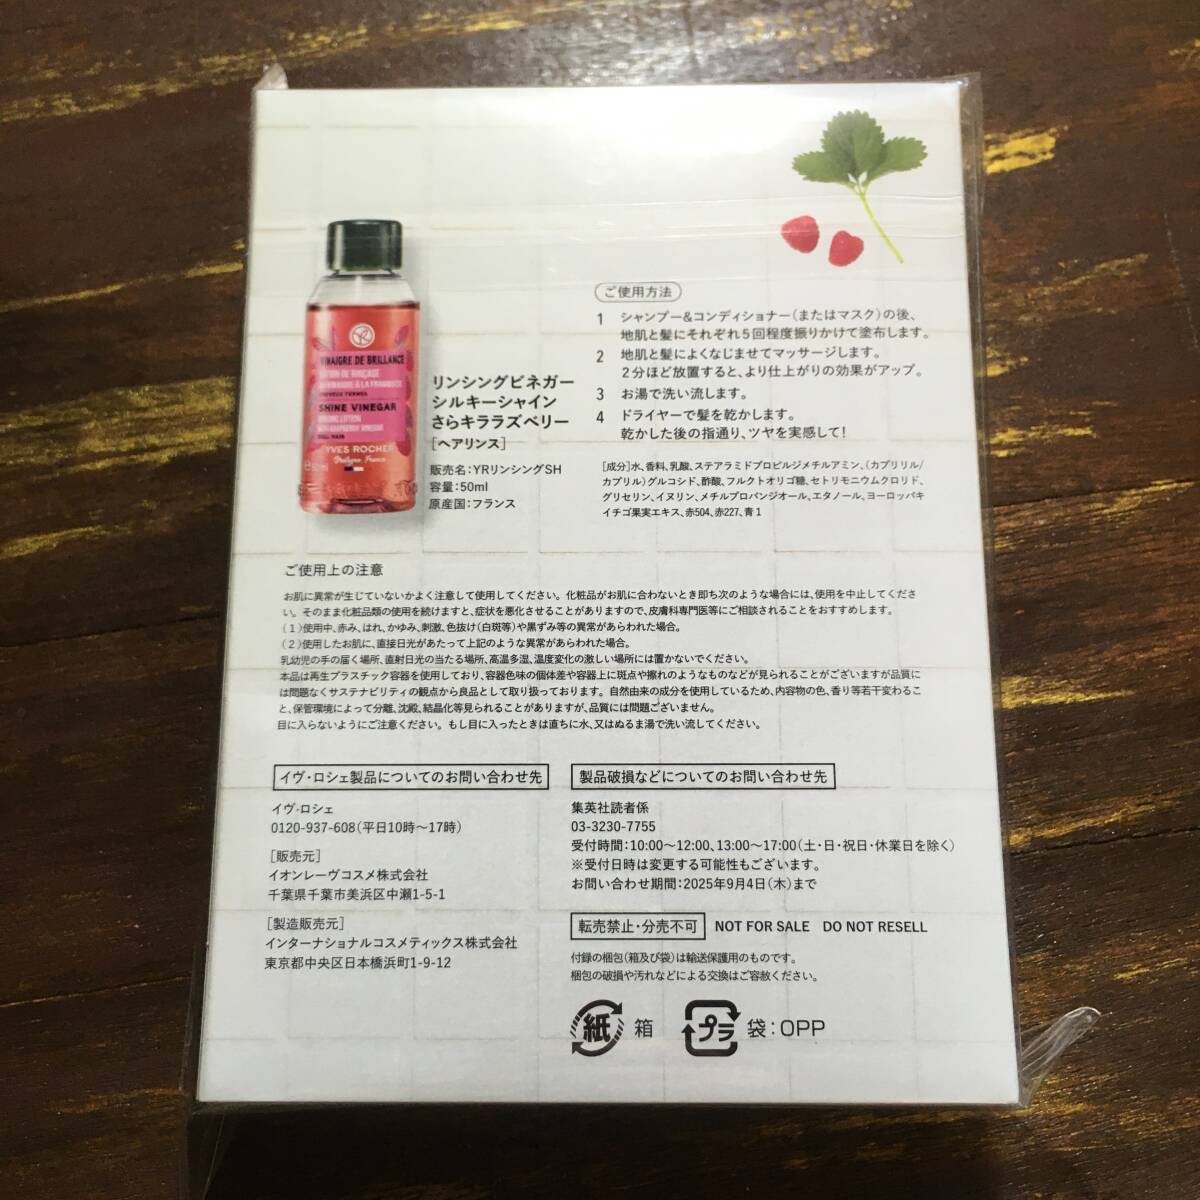 VINAIGRE DE BRILLANCE
LOTION DE RINÇAGE
AU VINAIGRE À LA FRAMBOISE
CHEVEUX TERNES
SHINE VINEGAR
RINSING LOTION
WITH RASPBERRY VINEGAR
DULL HAIR
YVES ROCHER
Bretagne, France
リンシングビネガー
シルキーシャイン
さらキララズベリー
[ヘアリンス]
販売名:YRリンシングSH
容量:50ml
原産国:フランス
ご使用方法
1 シャンプー&コンディショナー(またはマスク)の後、
地肌と髪にそれぞれ5回程度振りかけて塗布します。
2 地肌と髪によくなじませてマッサージします。
2分ほど放置すると、より仕上がりの効果がアップ。
3 お湯で洗い流します。
4 ドライヤーで髪を乾かします。
乾かした後の指通り、ツヤを実感して!
[成分]水、香料、乳酸、ステアラミドプロピルジメチルアミン、(カプリリル/
カプリル)グルコシド、酢酸、フルクトオリゴ糖、セトリモニウムクロリド、
グリセリン、イヌリン、メチルプロパンジオール、エタノール、ヨーロッパキ
イチゴ果実エキス、赤504、赤227、青1
ご使用上の注意
お肌に異常が生じていないかよく注意して使用してください。化粧品がお肌に合わないとき即ち次のような場合には、使用を中止してくださ
い。そのまま化粧品類の使用を続けますと、症状を悪化させることがありますので、皮膚科専門医等にご相談されることをおすすめします。
(1)使用中、赤み、はれ、かゆみ、刺激、色抜け(白斑等)や黒ずみ等の異常があらわれた場合。
(2)使用したお肌に、直接日光があたって上記のような異常があらわれた場合。
乳幼児の手の届く場所、直射日光の当たる場所、高温多湿、温度変化の激しい場所には置かないでください。
本品は再生プラスチック容器を使用しており、容器色味の個体差や容器上に斑点や擦れのようなものなどが見られることがございますが品質に
は問題なくサステナビリティの観点から良品として取り扱っております。自然由来の成分を使用しているため、内容物の色、香り等若干変わるこ
と、保管環境によって分離、沈殿、結晶化等見られることがありますが、品質には問題ございません。
目に入らないようにご注意ください。もし目に入ったときは直ちに水、又はぬるま湯で洗い流してください。
イヴ・ロシェ製品についてのお問い合わせ先
イヴ・ロシェ
0120-937-608(平日10時〜17時)
[販売元]
イオンレーヴコスメ株式会社
千葉県千葉市美浜区中瀬1-5-1
[製造販売元]
インターナショナルコスメティックス株式会社
東京都中央区日本橋浜町1-9-12
製品破損などについてのお問い合わせ先
集英社読者係
03-3230-7755
受付時間:10:00〜12:00、13:00〜17:00(土・日・祝日・休業日を除く)
※受付日時は変更する可能性もございます。
お問い合わせ期間:2025年9月4日(木)まで
転売禁止・分売不可 NOT FOR SALE DO NOT RESELL
付録の梱包(箱及び袋)は輸送保護用のものです。
梱包の破損や汚れなどによる交換はご容赦ください。
紙 箱 プラ 袋:OPP